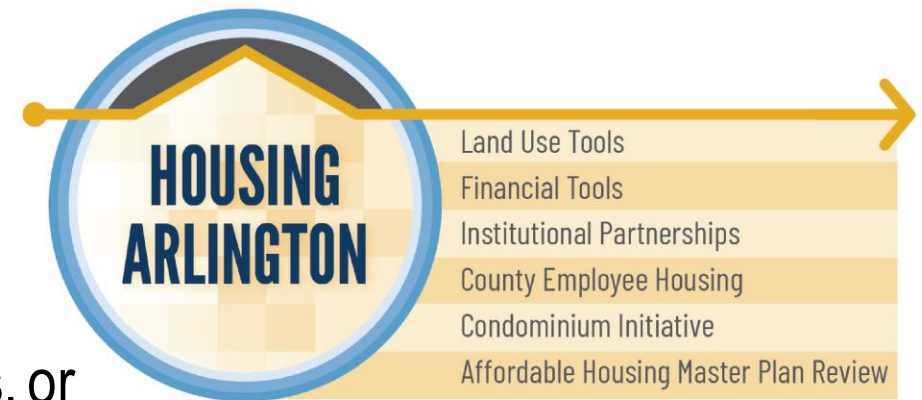 HOUSING
ARLINGTON
Land Use Tools
Financial Tools
Institutional Partnerships
County Employee Housing
Condominium Initiative
Affordable Housing Master Plan Review
or